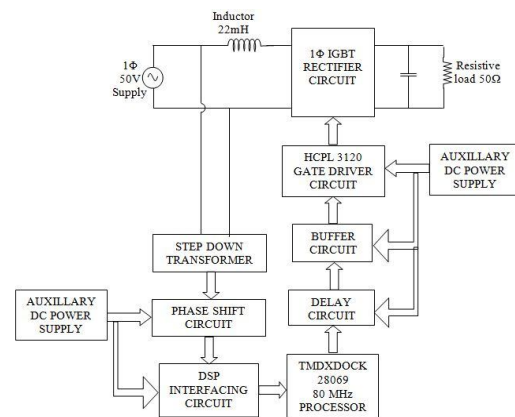 Inductor
22mH
1Φ
50V
Supply
1Φ IGBT
RECTIFIER
CIRCUIT
Resistive
load 50Ω
HCPL 3120
GATE DRIVER
CIRCUIT
AUXILLARY
DC POWER
SUPPLY
BUFFER
CIRCUIT
STEP DOWN
TRANSFORMER
DELAY
CIRCUIT
AUXILLARY
DC POWER
SUPPLY
PHASE SHIFT
CIRCUIT
DSP
INTERFACING
CIRCUIT
TMDXDOCK
28069
80 MHz
PROCESSOR